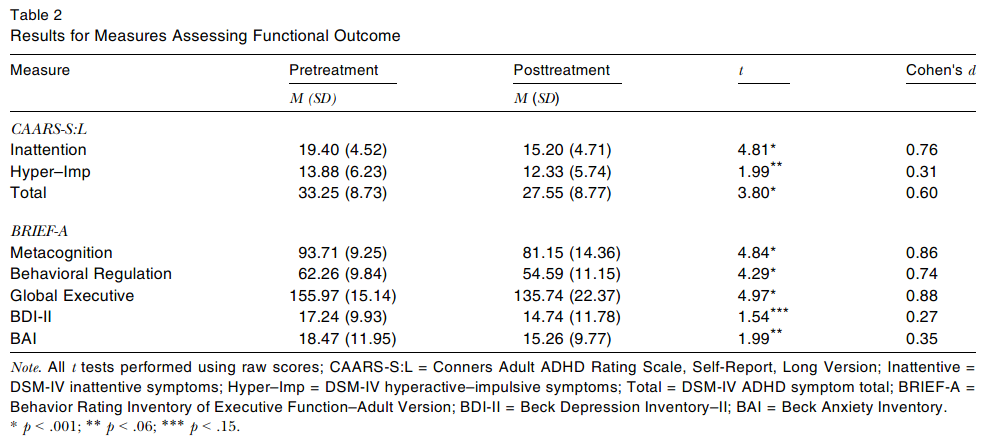 Table 2
Results for Measures Assessing Functional Outcome
Measure Pretreatment Posttreatment t Cohen's d
M (SD) M (SD)
CAARS-S:L
Inattention 19.40 (4.52) 15.20 (4.71) 4.81* 0.76
Hyper–Imp 13.88 (6.23) 12.33 (5.74) 1.99** 0.31
Total 33.25 (8.73) 27.55 (8.77) 3.80* 0.60
BRIEF-A
Metacognition 93.71 (9.25) 81.15 (14.36) 4.84* 0.86
Behavioral Regulation 62.26 (9.84) 54.59 (11.15) 4.29* 0.74
Global Executive 155.97 (15.14) 135.74 (22.37) 4.97* 0.88
BDI-II 17.24 (9.93) 14.74 (11.78) 1.54*** 0.27
BAI 18.47 (11.95) 15.26 (9.77) 1.99** 0.35
Note. All t tests performed using raw scores; CAARS-S:L = Conners Adult ADHD Rating Scale, Self-Report, Long Version; Inattentive =
DSM-IV inattentive symptoms; Hyper–Imp = DSM-IV hyperactive–impulsive symptoms; Total = DSM-IV ADHD symptom total; BRIEF-A =
Behavior Rating Inventory of Executive Function–Adult Version; BDI-II = Beck Depression Inventory–II; BAI = Beck Anxiety Inventory.
* p < .001; ** p < .06; *** p < .15.